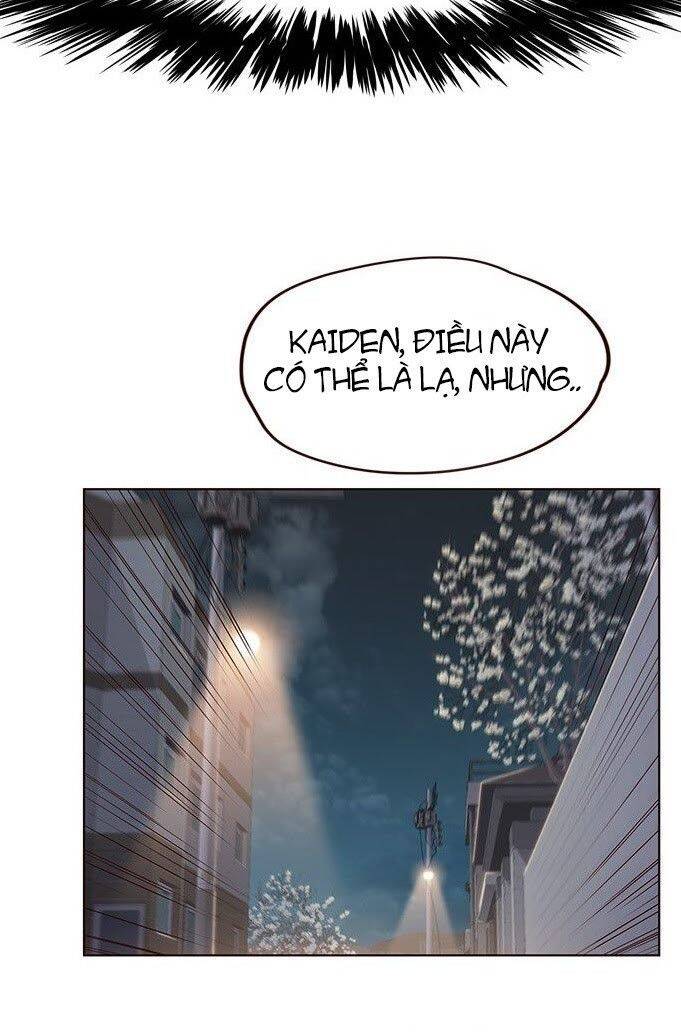 KAIDEN, ĐIỀU NÀY
CÓ THỂ LÀ LẠ, NHƯNG..